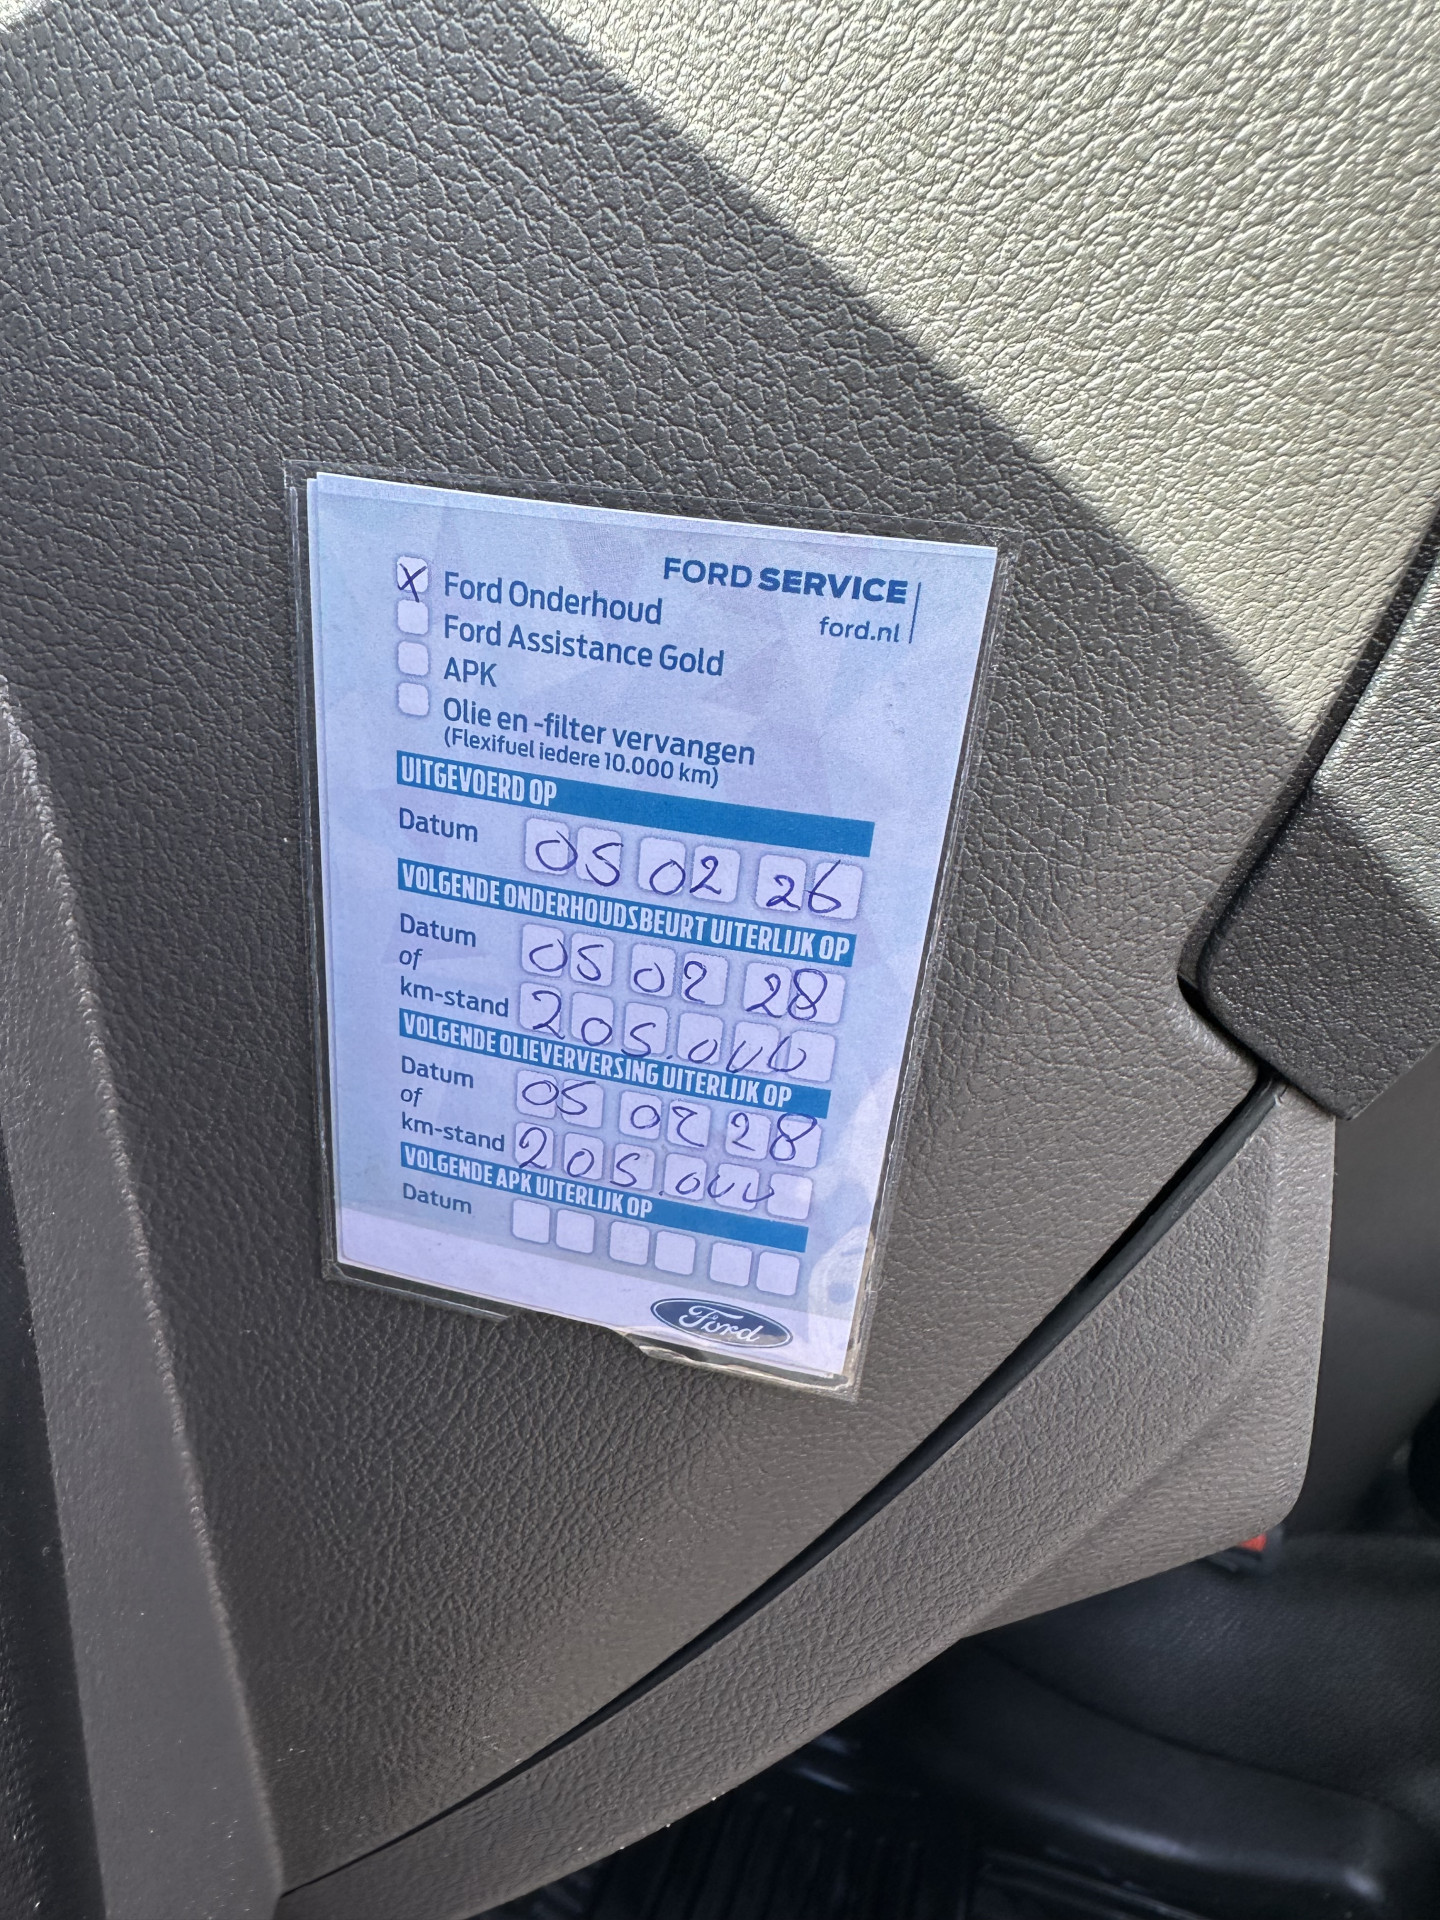 FORD SERVICE
ford.nl
X Ford Onderhoud
Ford Assistance Gold
APK
Olie en -filter vervangen
(Flexifuel iedere 10.000 km)
UITGEVOERD OP
Datum 05 02 26
VOLGENDE ONDERHOUDSBEURT UITERLIJK OP
Datum 05 02 28
of
km-stand 205.000
VOLGENDE OLIEVERVERSING UITERLIJK OP
Datum 05 02 28
of
km-stand 205.000
VOLGENDE APK UITERLIJK OP
Datum
Ford